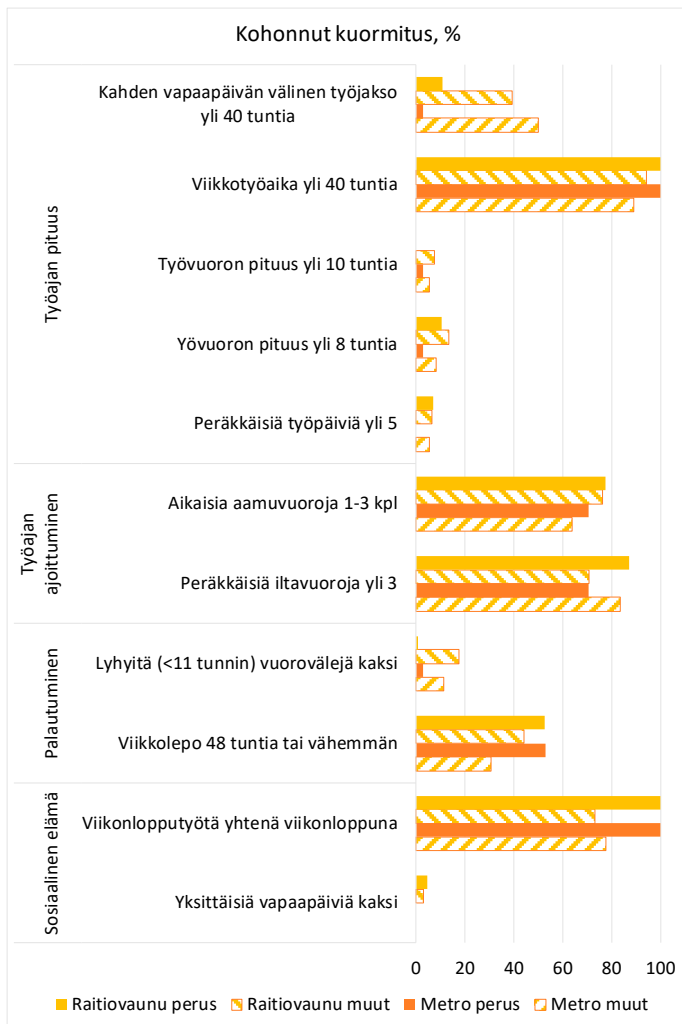 Kohonnut kuormitus, %
Työajan pituus
Kahden vapaapäivän välinen työjakso
yli 40 tuntia
Viikkotyöaika yli 40 tuntia
Työvuoron pituus yli 10 tuntia
Yövuoron pituus yli 8 tuntia
Peräkkäisiä työpäiviä yli 5
Työajan
ajoittuminen
Aikaisia aamuvuoroja 1-3 kpl
Peräkkäisiä iltavuoroja yli 3
Palautuminen
Lyhyitä (<11 tunnin) vuorovälejä kaksi
Viikkolepo 48 tuntia tai vähemmän
Sosiaalinen elämä
Viikonlopputyötä yhtenä viikonloppuna
Yksittäisiä vapaapäiviä kaksi
0 20 40 60 80 100
Raitiovaunu perus Raitiovaunu muut Metro perus Metro muut